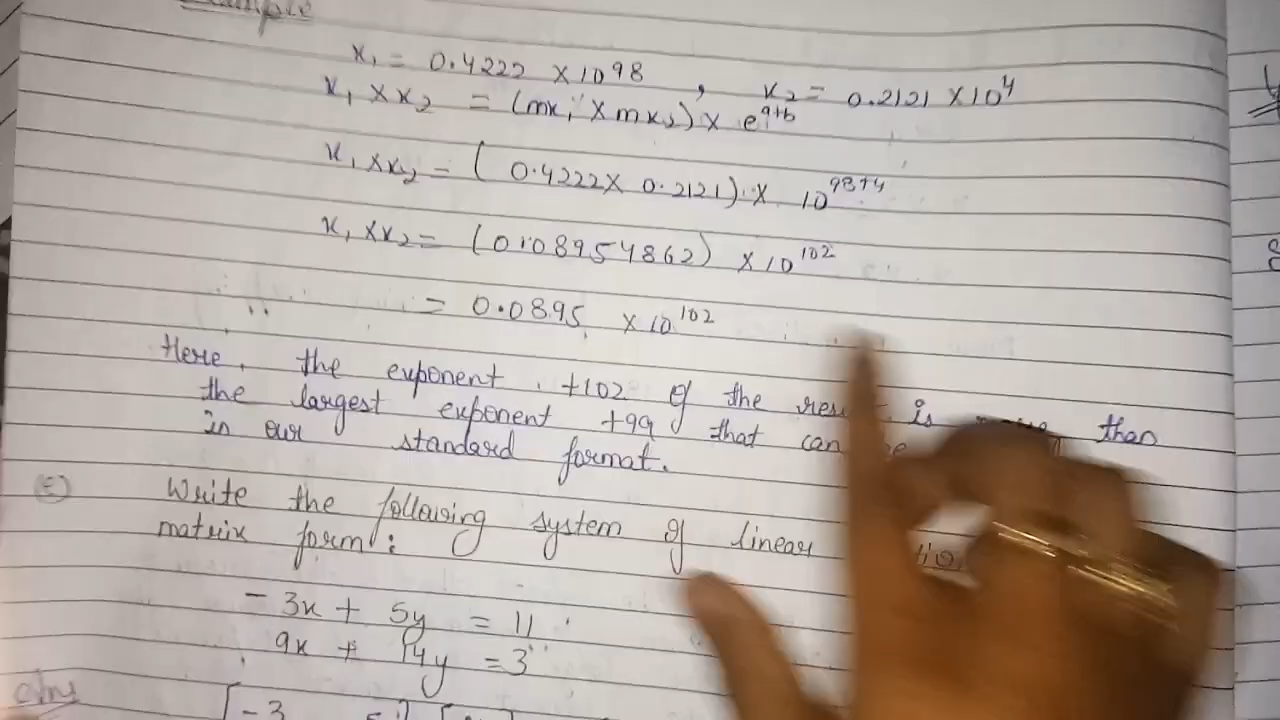 Example
x₁ = 0.4222 × 10⁹⁸ , x₂ = 0.2121 × 10⁴
x₁ × x₂ = (mx₁ × mx₂) × e^(a+b)
x₁ × x₂ = (0.4222 × 0.2121) × 10^(98+4)
x₁ × x₂ = (0.08954862) × 10¹⁰²
= 0.0895 × 10¹⁰²
Here, the exponent +102 of the is than
the largest exponent +99 that can
in our standard format.
(E) Write the following system of linear
matrix form:
-3x + 5y = 11
9x + 14y = 3
Ans [-3